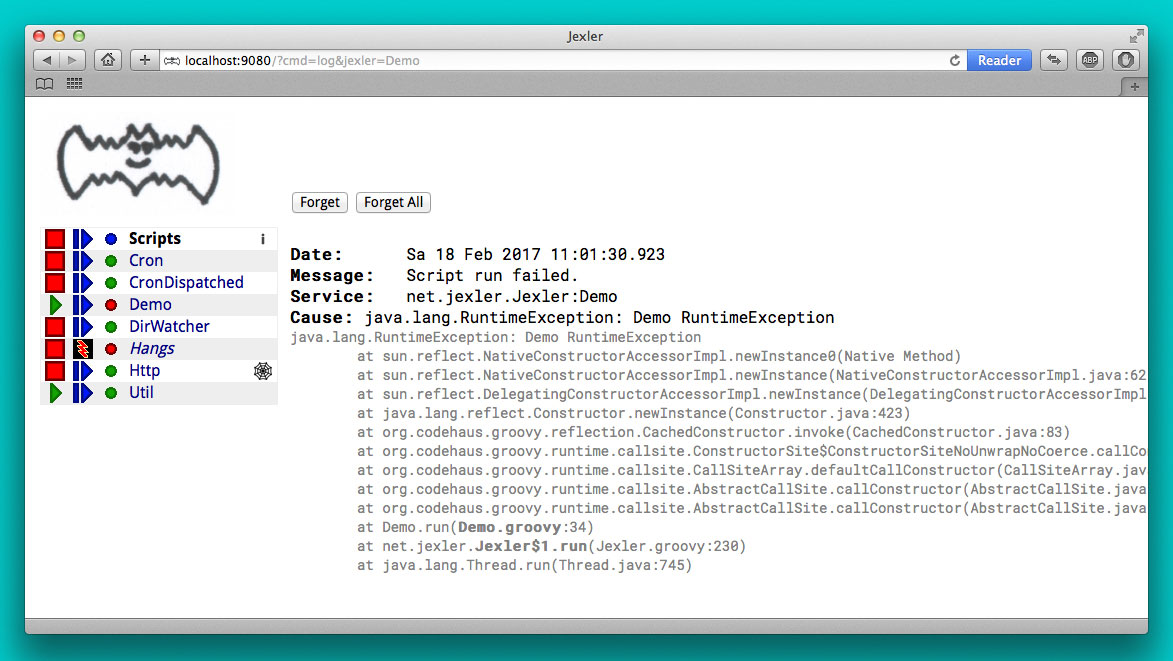 Jexler
localhost:9080/?cmd=log&jexler=Demo
Reader
ABP
Forget Forget All
Scripts i
Cron
CronDispatched
Demo
DirWatcher
Hangs
Http
Util
Date: Sa 18 Feb 2017 11:01:30.923
Message: Script run failed.
Service: net.jexler.Jexler:Demo
Cause: java.lang.RuntimeException: Demo RuntimeException
java.lang.RuntimeException: Demo RuntimeException
at sun.reflect.NativeConstructorAccessorImpl.newInstance0(Native Method)
at sun.reflect.NativeConstructorAccessorImpl.newInstance(NativeConstructorAccessorImpl.java:62
at sun.reflect.DelegatingConstructorAccessorImpl.newInstance(DelegatingConstructorAccessorImpl
at java.lang.reflect.Constructor.newInstance(Constructor.java:423)
at org.codehaus.groovy.reflection.CachedConstructor.invoke(CachedConstructor.java:83)
at org.codehaus.groovy.runtime.callsite.ConstructorSite$ConstructorSiteNoUnwrapNoCoerce.callCo
at org.codehaus.groovy.runtime.callsite.CallSiteArray.defaultCallConstructor(CallSiteArray.jav
at org.codehaus.groovy.runtime.callsite.AbstractCallSite.callConstructor(AbstractCallSite.java
at org.codehaus.groovy.runtime.callsite.AbstractCallSite.callConstructor(AbstractCallSite.java
at Demo.run(Demo.groovy:34)
at net.jexler.Jexler$1.run(Jexler.groovy:230)
at java.lang.Thread.run(Thread.java:745)